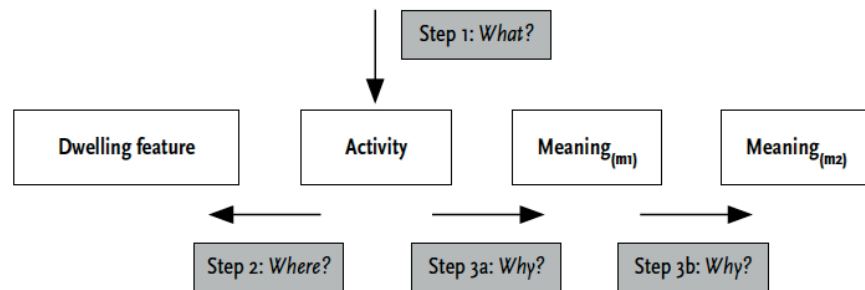 Step 1: What?
Dwelling feature
Activity
Meaning(m1)
Meaning(m2)
Step 2: Where?
Step 3a: Why?
Step 3b: Why?